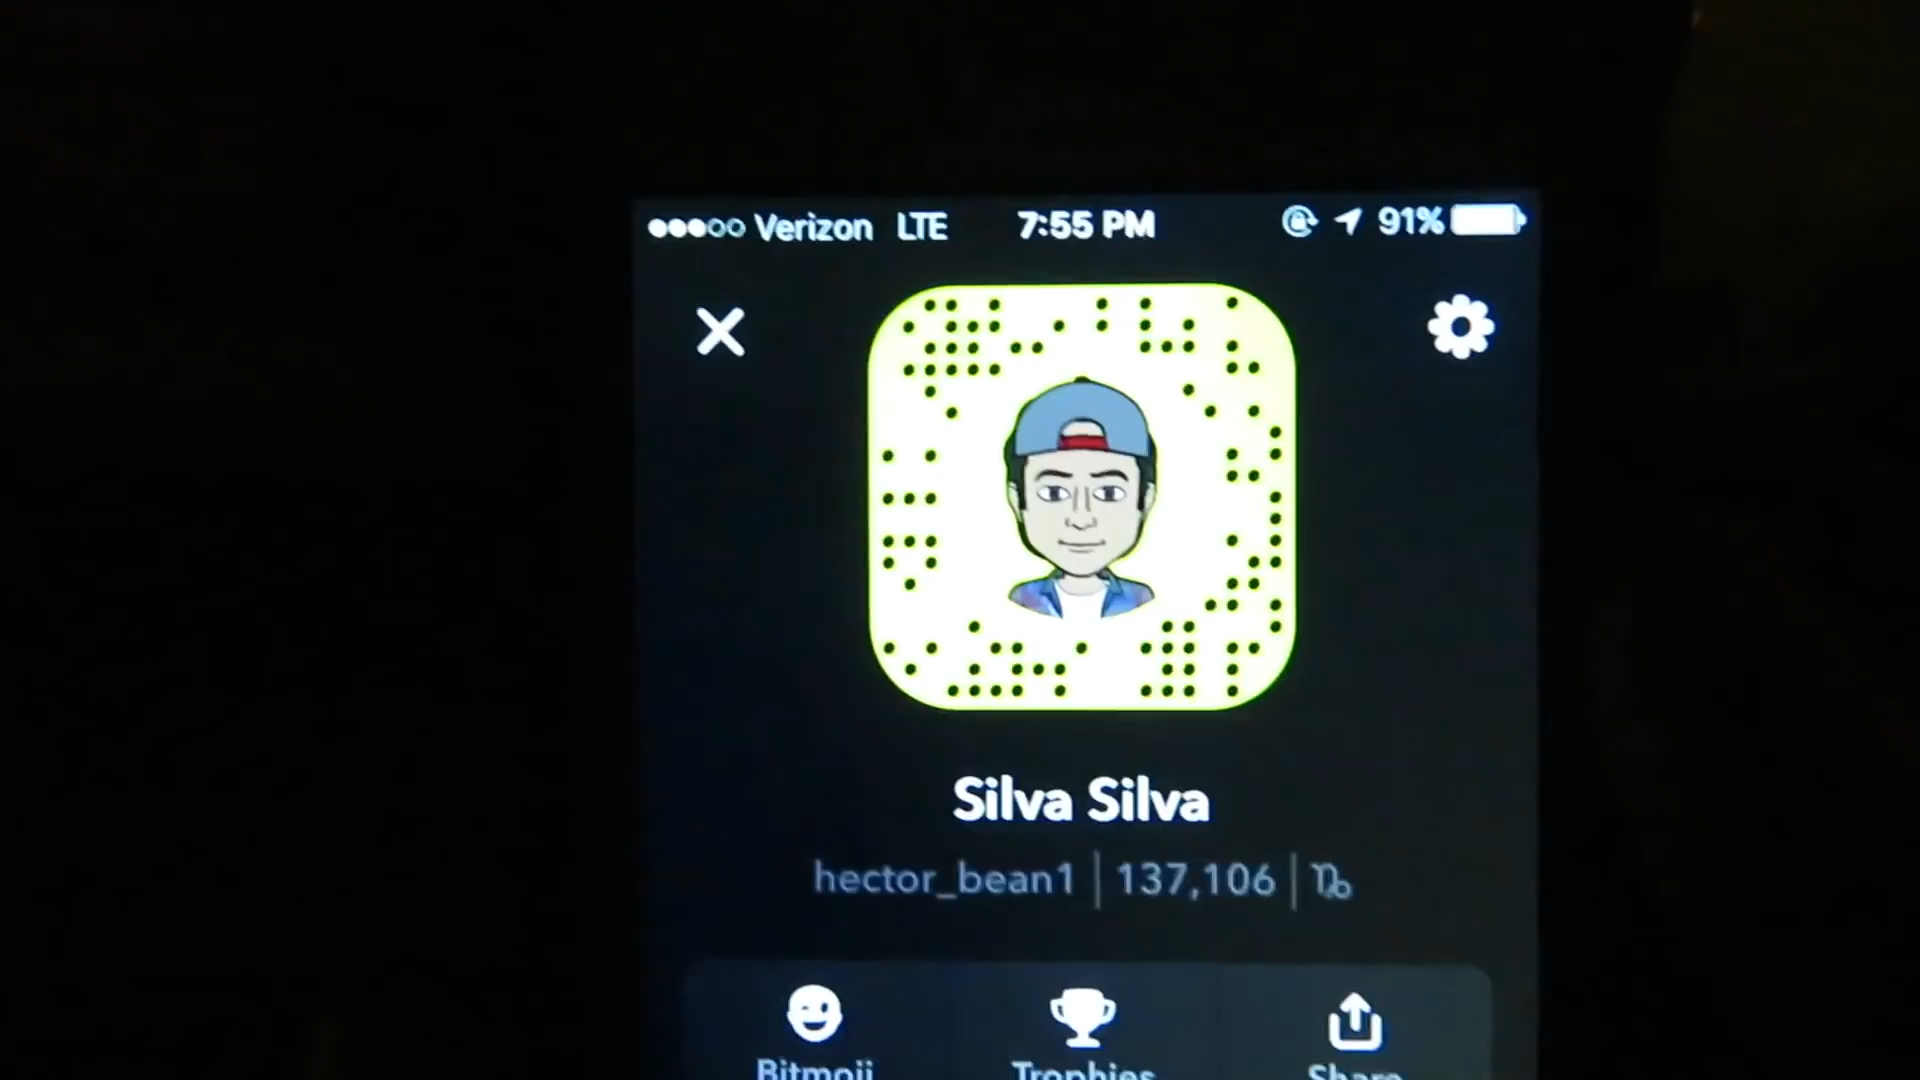 Verizon LTE 7:55 PM 91%
Silva Silva
hector_bean1 | 137,106 |
Bitmoji Trophies Share